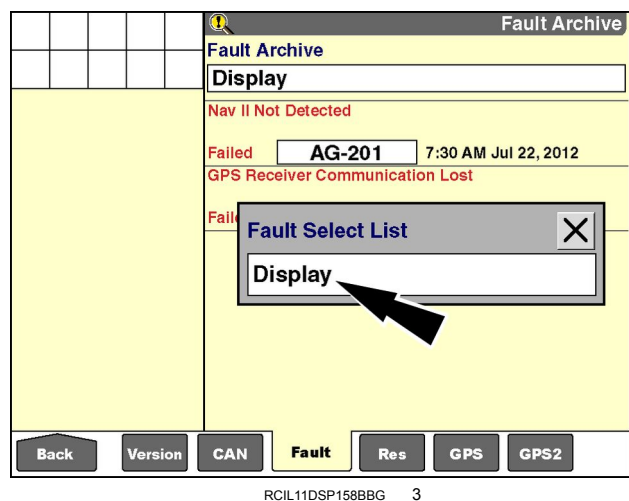 Fault Archive
Fault Archive
Display
Nav II Not Detected
Failed AG-201 7:30 AM Jul 22, 2012
GPS Receiver Communication Lost
Fault Select List
Display
Back Version CAN Fault Res GPS GPS2
RCIL11DSP158BBG 3